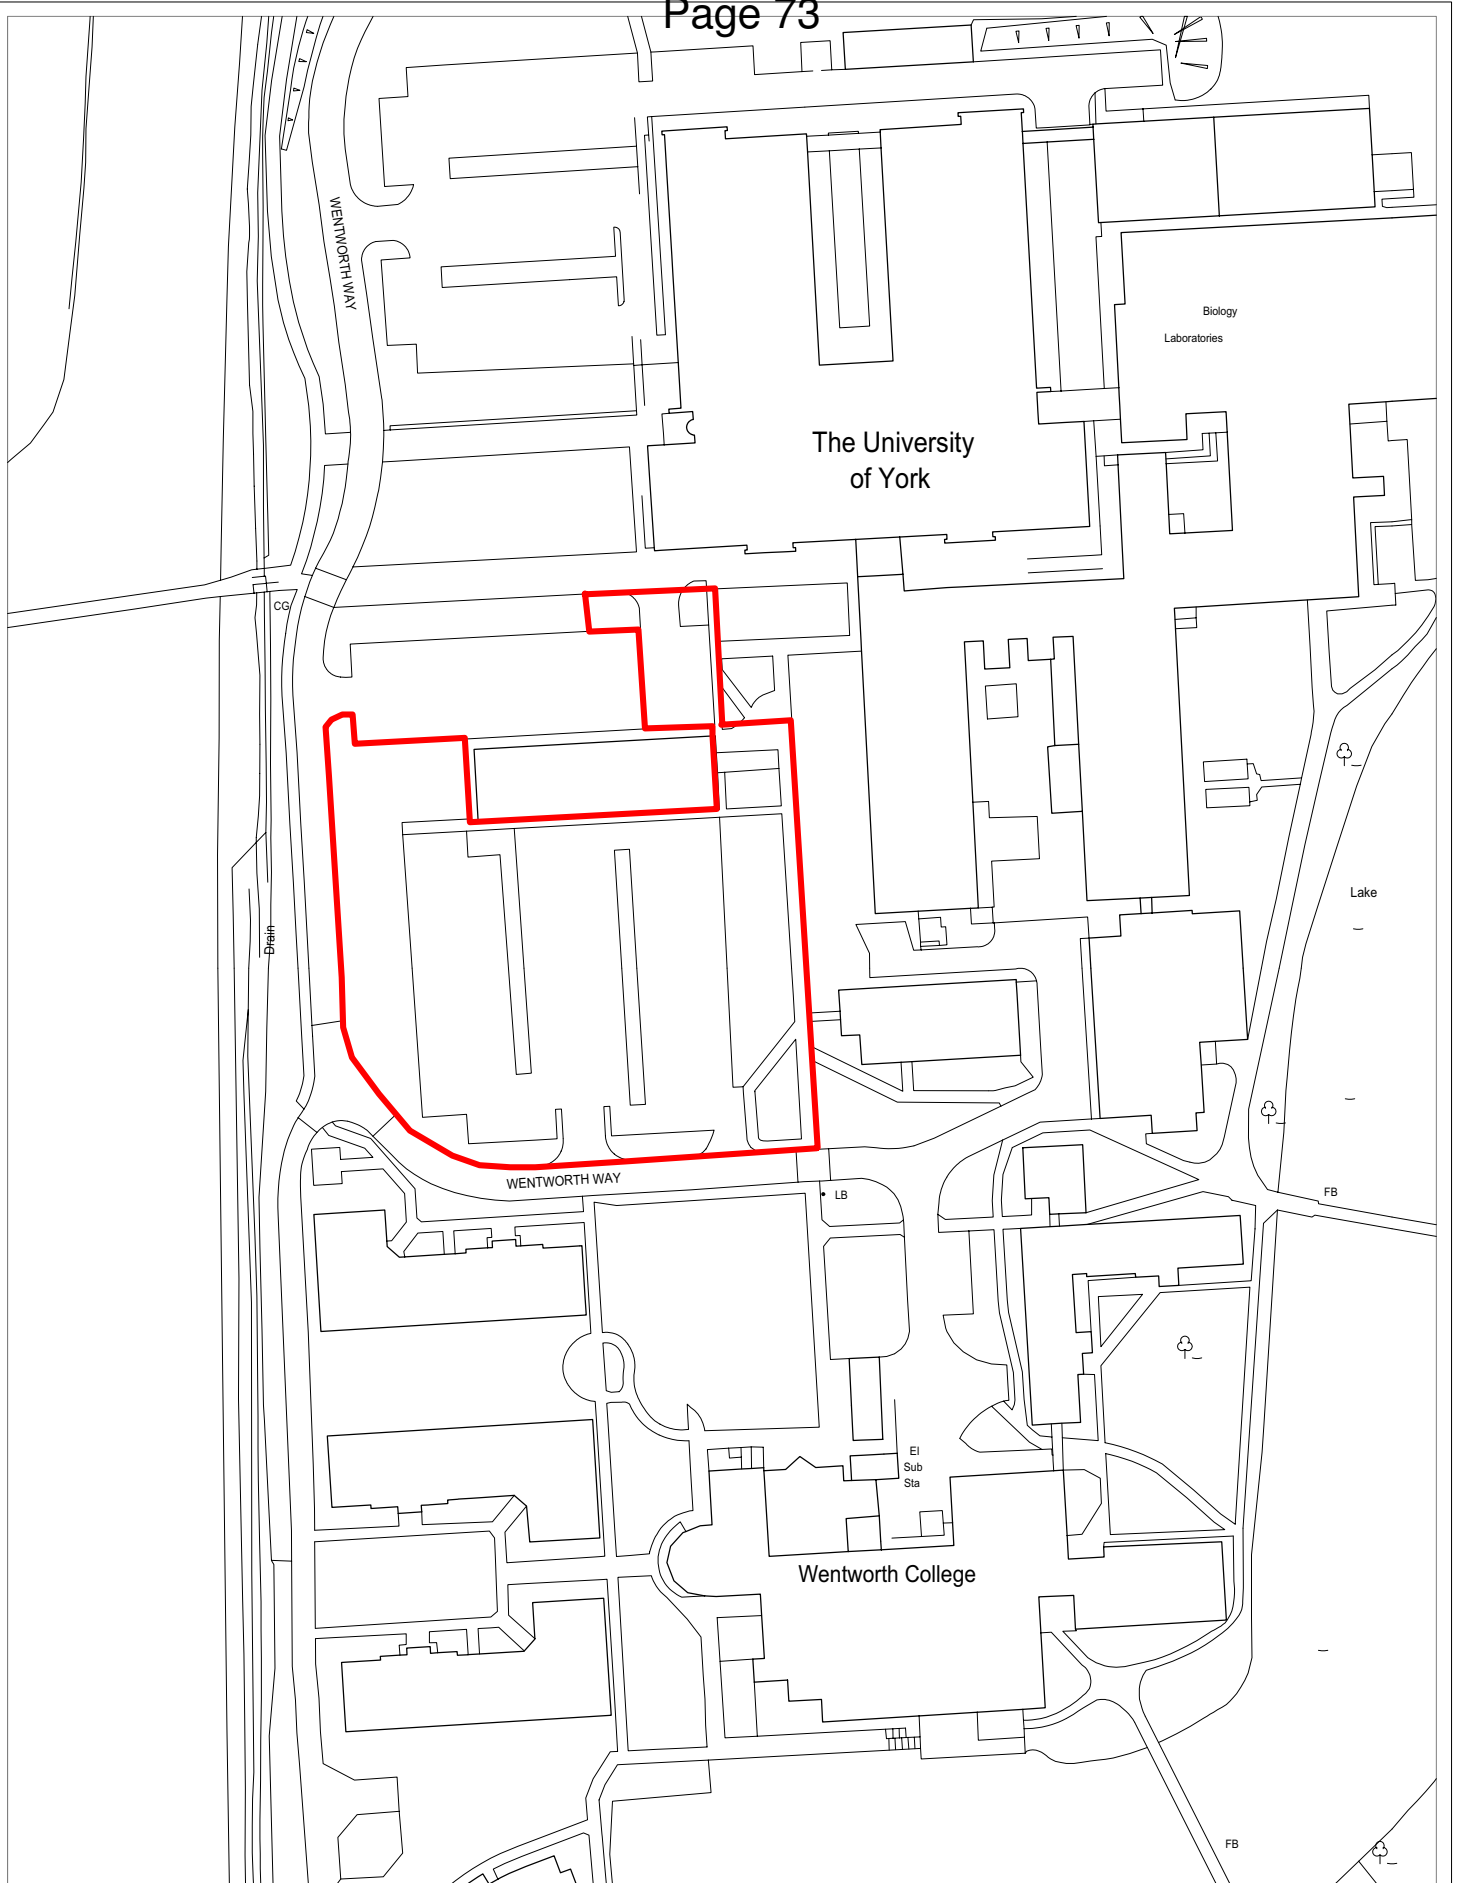 Page 73
WENTWORTH WAY
Biology
Laboratories
The University
of York
CG
Lake
Drain
WENTWORTH WAY
LB
FB
El
Sub
Sta
Wentworth College
FB